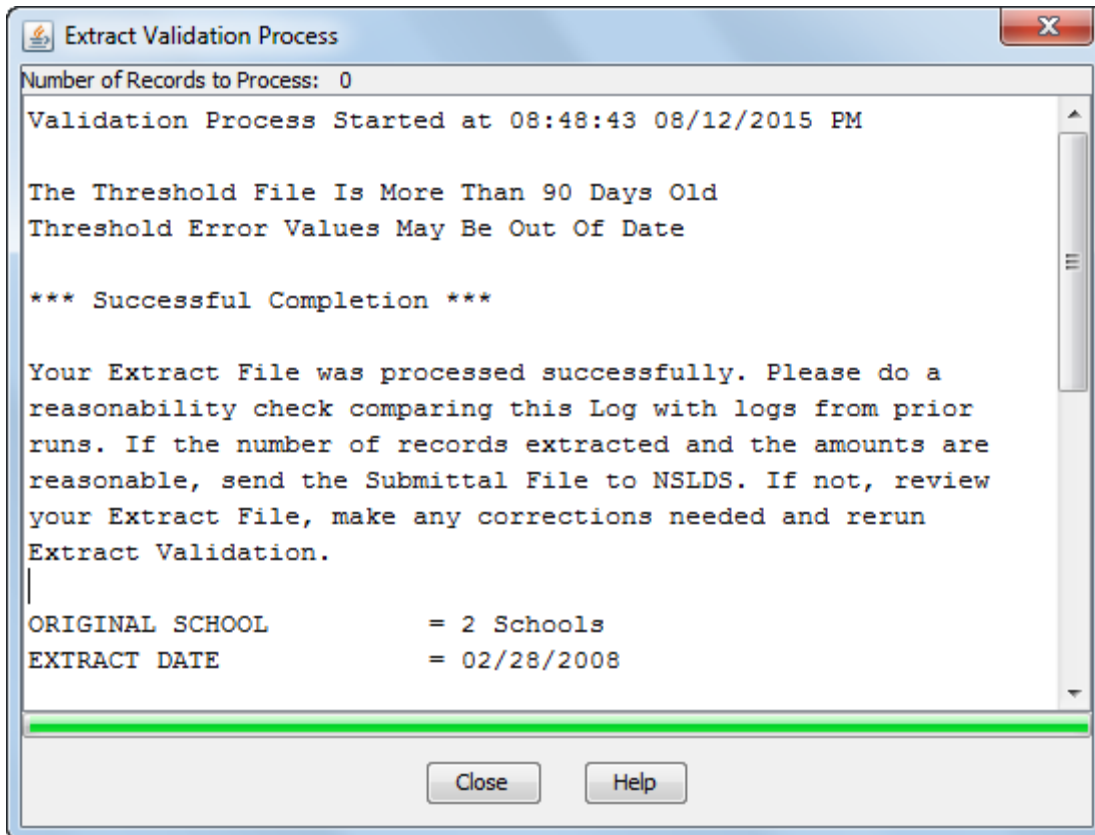 Extract Validation Process
Number of Records to Process: 0
Validation Process Started at 08:48:43 08/12/2015 PM
The Threshold File Is More Than 90 Days Old
Threshold Error Values May Be Out Of Date
*** Successful Completion ***
Your Extract File was processed successfully. Please do a
reasonability check comparing this Log with logs from prior
runs. If the number of records extracted and the amounts are
reasonable, send the Submittal File to NSLDS. If not, review
your Extract File, make any corrections needed and rerun
Extract Validation.
ORIGINAL SCHOOL = 2 Schools
EXTRACT DATE = 02/28/2008
Close Help